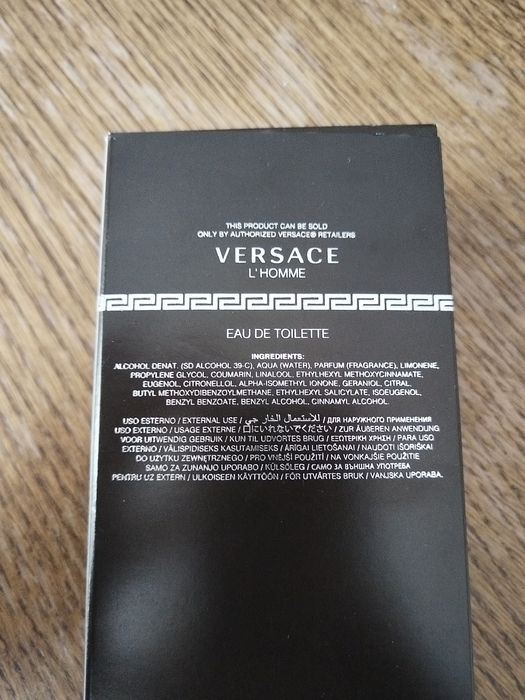 THIS PRODUCT CAN BE SOLD
ONLY BY AUTHORIZED VERSACE® RETAILERS
VERSACE
L'HOMME
EAU DE TOILETTE
INGREDIENTS:
ALCOHOL DENAT. (SD ALCOHOL 39-C), AQUA (WATER), PARFUM (FRAGRANCE), LIMONENE,
PROPYLENE GLYCOL, COUMARIN, LINALOOL, ETHYLHEXYL METHOXYCINNAMATE,
EUGENOL, CITRONELLOL, ALPHA-ISOMETHYL IONONE, GERANIOL, CITRAL,
BUTYL METHOXYDIBENZOYLMETHANE, ETHYLHEXYL SALICYLATE, ISOEUGENOL,
BENZYL BENZOATE, BENZYL ALCOHOL, CINNAMYL ALCOHOL.
USO ESTERNO / EXTERNAL USE / للاستعمال الخارجي / ДЛЯ НАРУЖНОГО ПРИМЕНЕНИЯ
USO EXTERNO / USAGE EXTERNE / 口にいれないでください / ZUR ÄUßEREN ANWENDUNG
VOOR UITWENDIG GEBRUIK / KUN TIL UDVORTES BRUG / ΕΞΩΤΕΡΙΚΗ ΧΡΗΣΗ / PARA USO
EXTERNO / VÄLISPIDISEKS KASUTAMISEKS / ĀRĪGAI LIETOŠANAI / NAUDOTI IŠORIŠKAI
DO UŻYTKU ZEWNĘTRZNEGO / PRO VNĚJŠÍ POUŽITÍ / NA VONKAJŠIE POUŽITIE
SAMO ZA ZUNANJO UPORABO / KÜLSŐLEG / САМО ЗА ВЪНШНА УПОТРЕБА
PENTRU UZ EXTERN / ULKOISEEN KÄYTTÖÖN / FÖR UTVÄRTES BRUK / VANJSKA UPORABA.